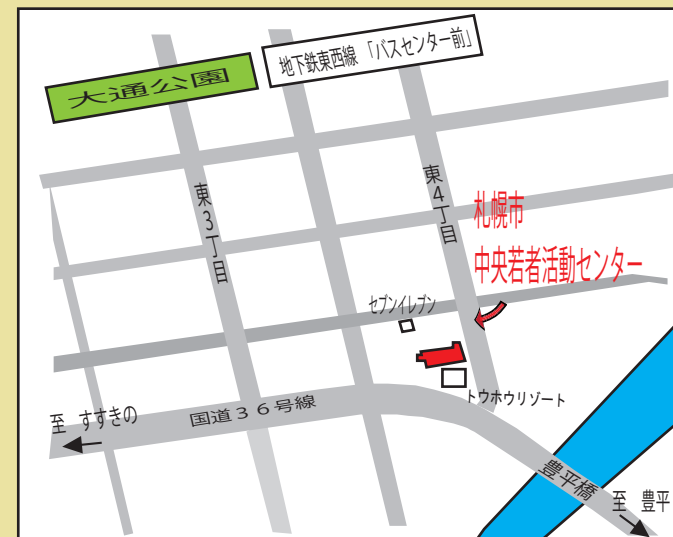 地下鉄東西線 「バスセンター前」
大通公園
東3丁目
東4丁目
札幌市
中央若者活動センター
セブンイレブン
トウホウリゾート
至 すすきの
国道36号線
豊平橋
至 豊平